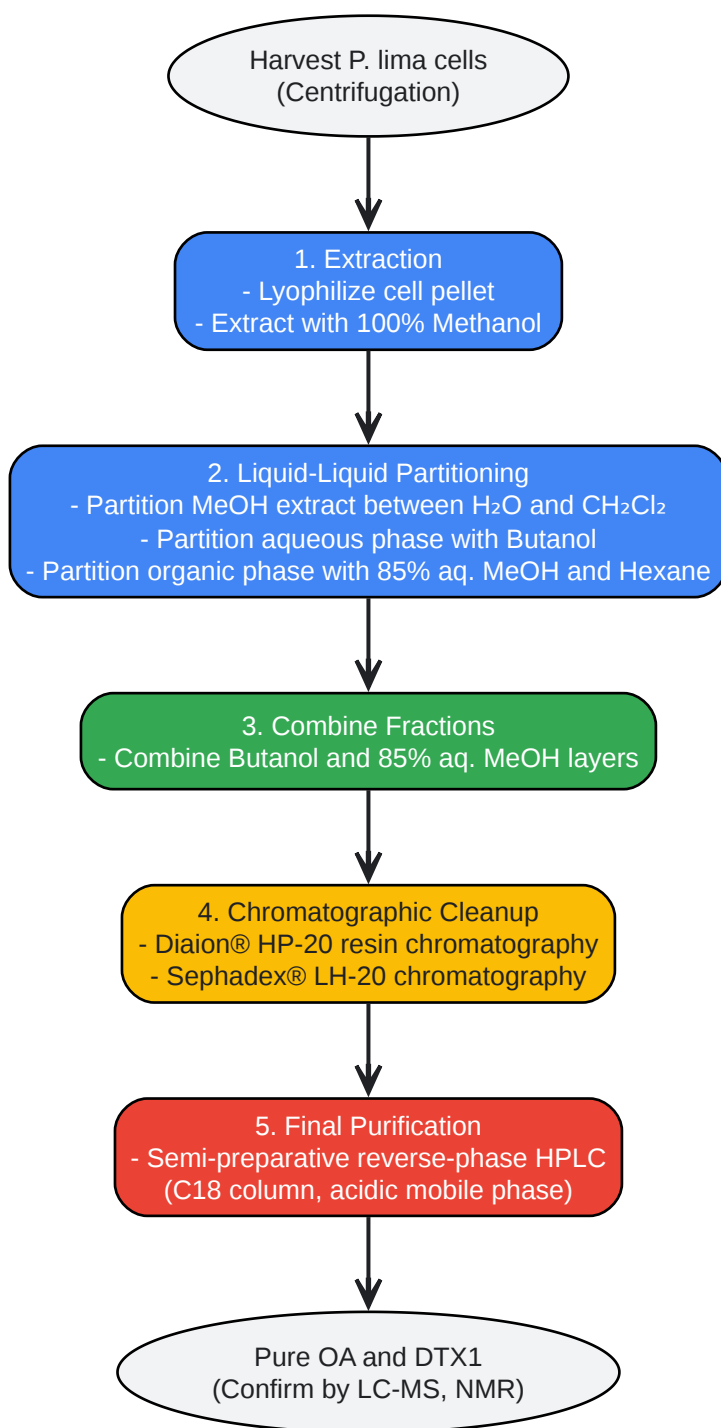 Harvest P. lima cells
(Centrifugation)
1. Extraction
- Lyophilize cell pellet
- Extract with 100% Methanol
2. Liquid-Liquid Partitioning
- Partition MeOH extract between H₂O and CH₂Cl₂
- Partition aqueous phase with Butanol
- Partition organic phase with 85% aq. MeOH and Hexane
3. Combine Fractions
- Combine Butanol and 85% aq. MeOH layers
4. Chromatographic Cleanup
- Diaion® HP-20 resin chromatography
- Sephadex® LH-20 chromatography
5. Final Purification
- Semi-preparative reverse-phase HPLC
(C18 column, acidic mobile phase)
Pure OA and DTX1
(Confirm by LC-MS, NMR)